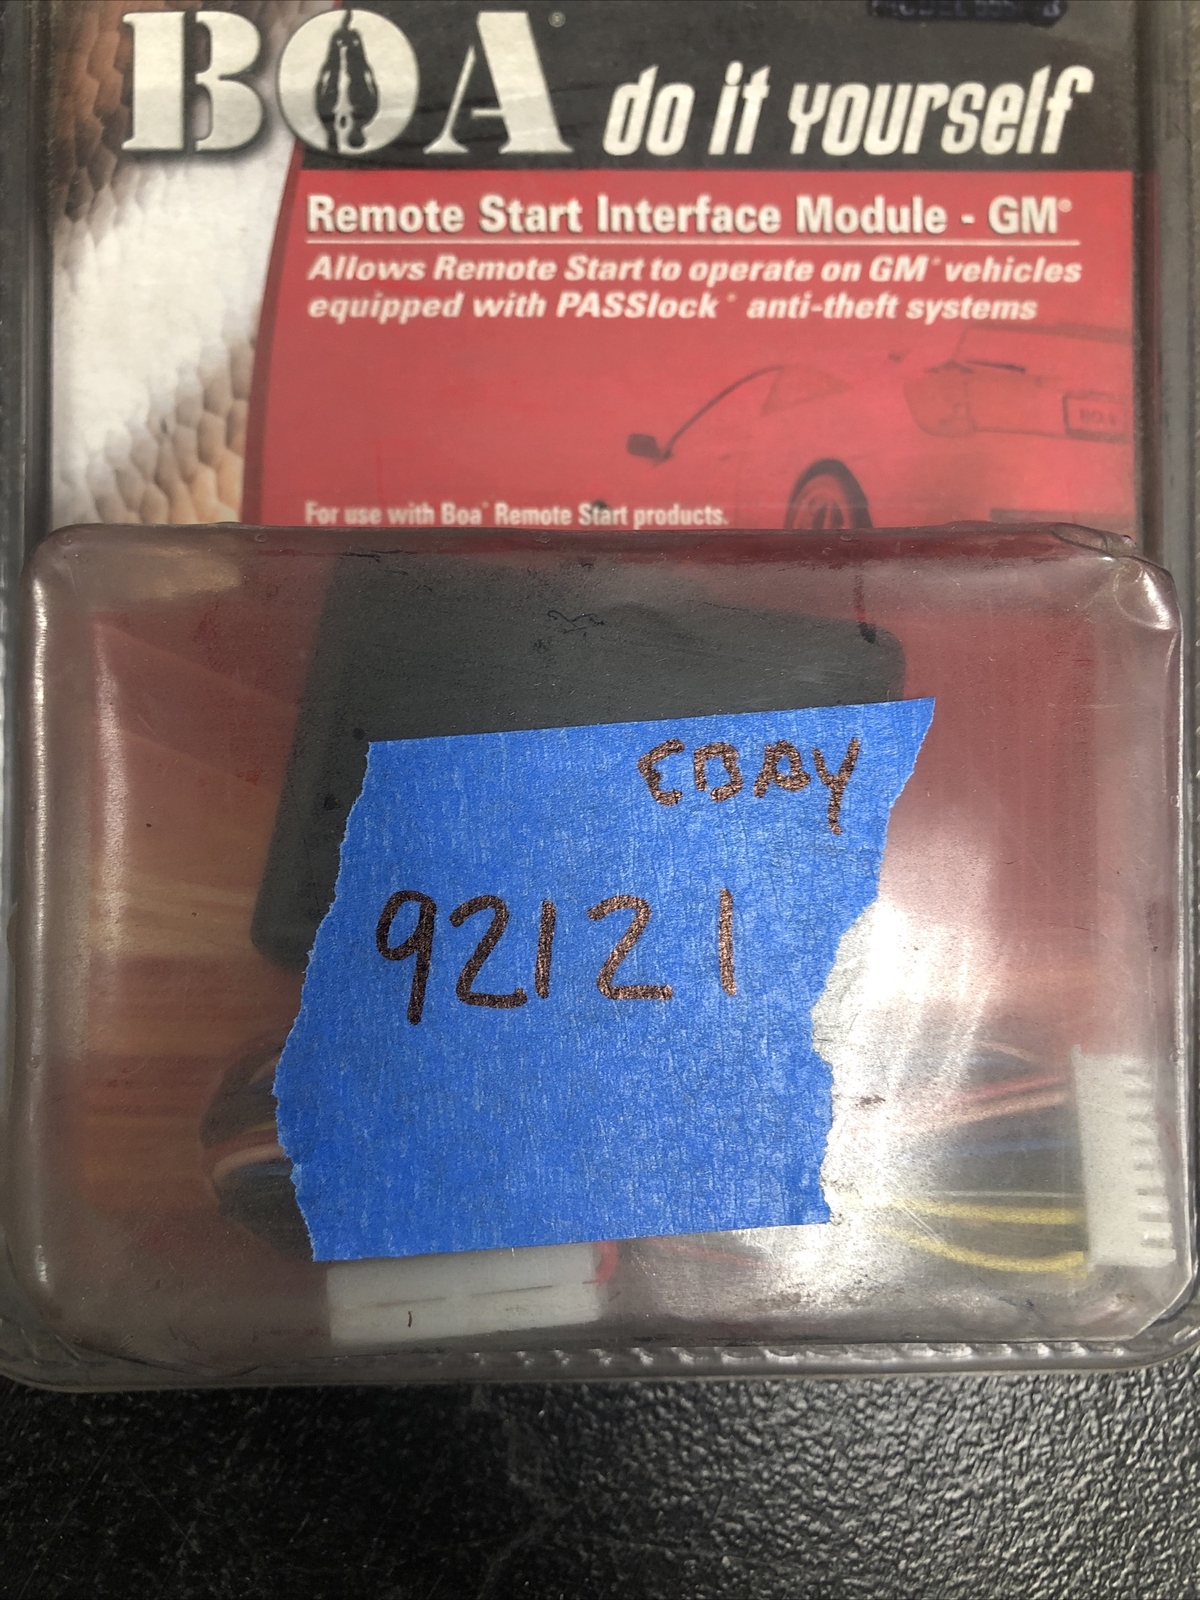 BOA®
do it yourself
Remote Start Interface Module - GM®
Allows Remote Start to operate on GM® vehicles
equipped with PASSlock® anti-theft systems
For use with Boa® Remote Start products.
EBAY
92121